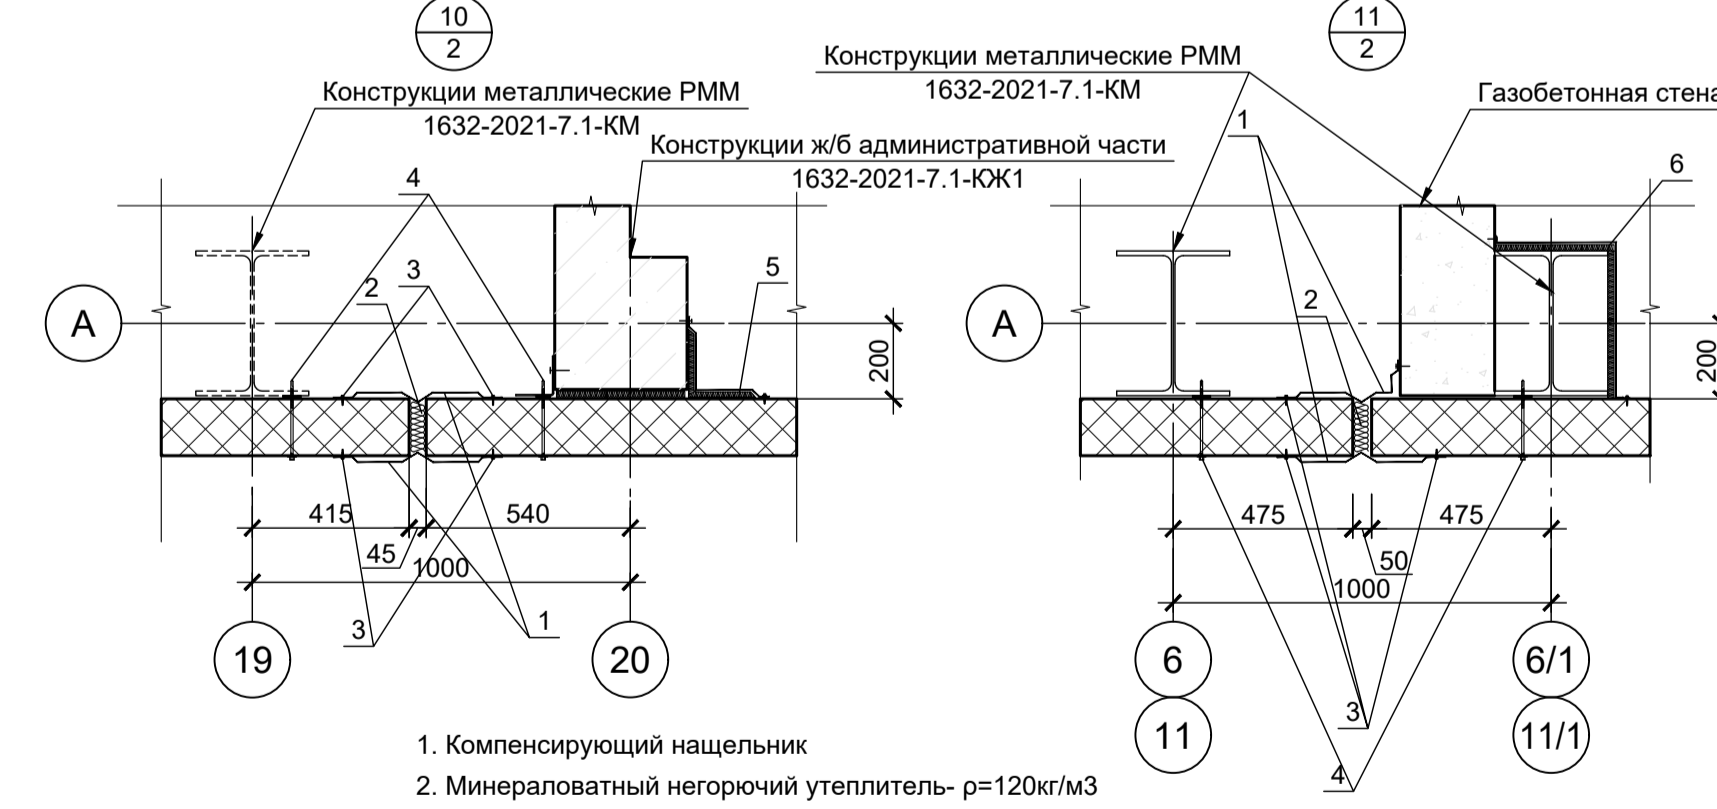 10
2
11
2
Конструкции металлические РММ
1632-2021-7.1-КМ
Конструкции ж/б административной части
1632-2021-7.1-КЖ1
Конструкции металлические РММ
1632-2021-7.1-КМ
Газобетонная стена
4
3
2
5
А
200
415
540
45
1000
3
1
19
20
1
2
6
А
200
475
475
50
1000
3
4
6
11
6/1
11/1
1. Компенсирующий нащельник
2. Минераловатный негорючий утеплитель- ρ=120кг/м3